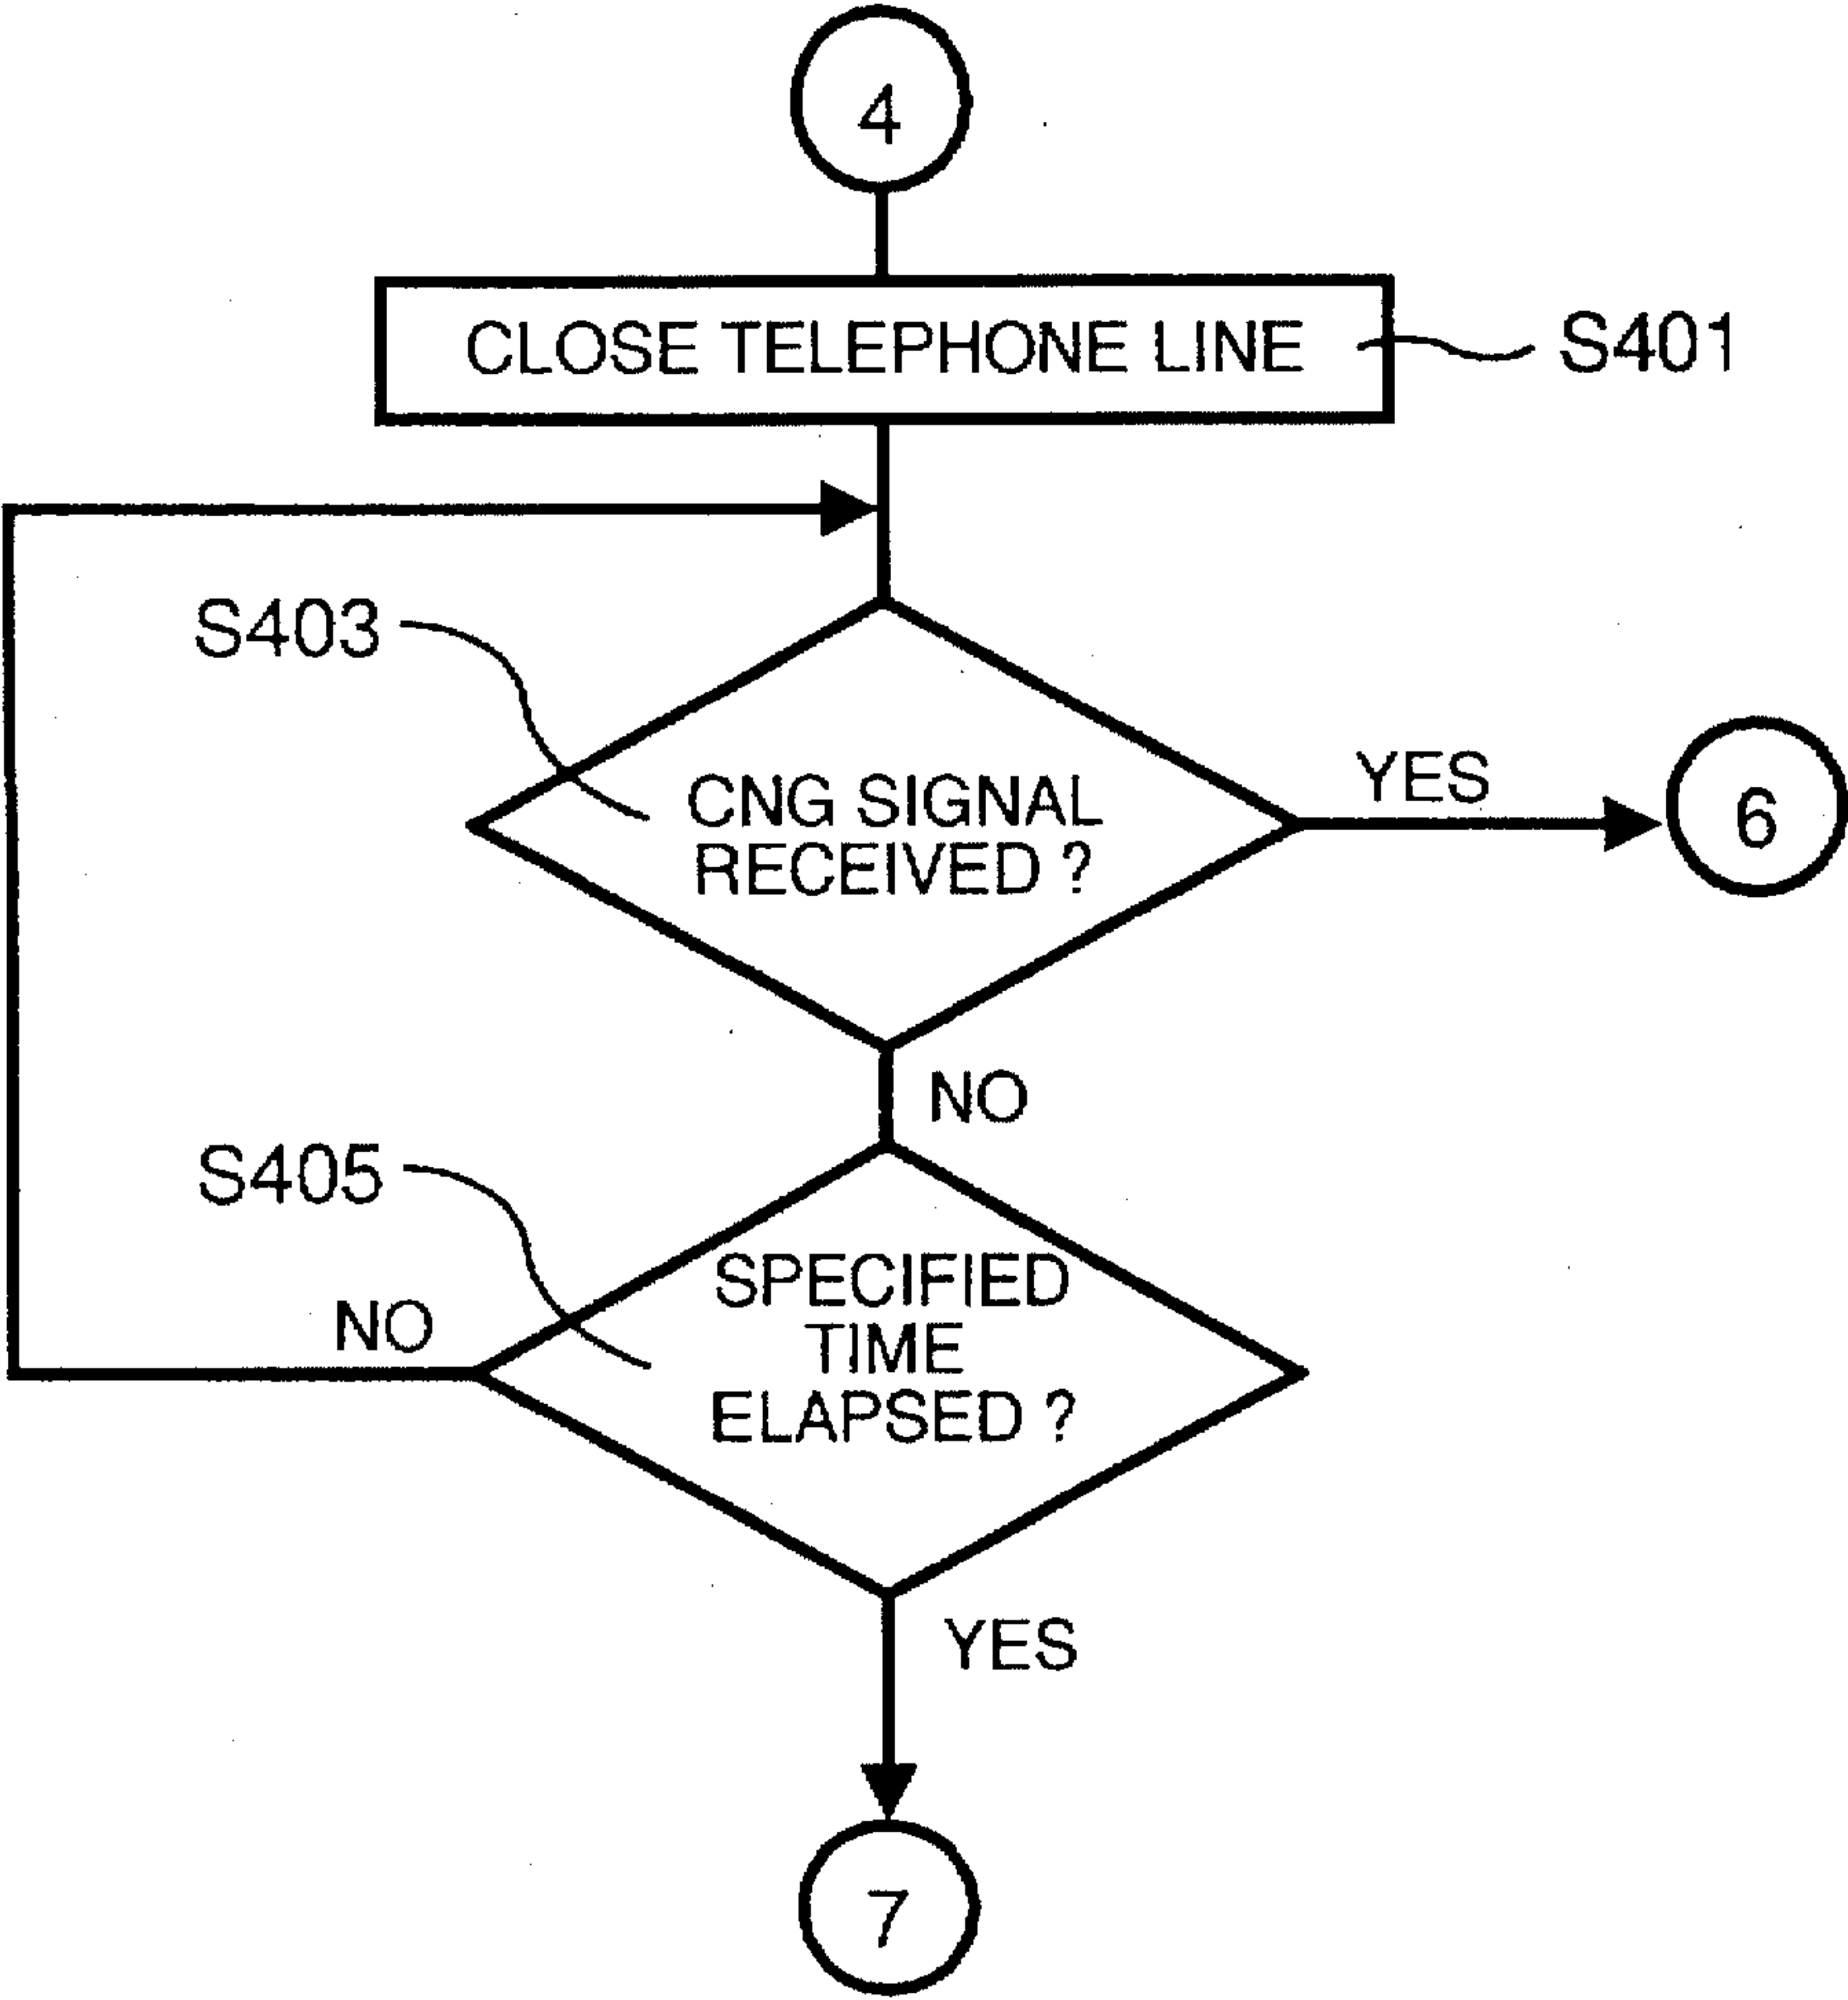 4
CLOSE TELEPHONE LINE
S401
S403
CNG SIGNAL
RECEIVED ?
YES
6
NO
S405
SPECIFIED
TIME
ELAPSED ?
NO
YES
7